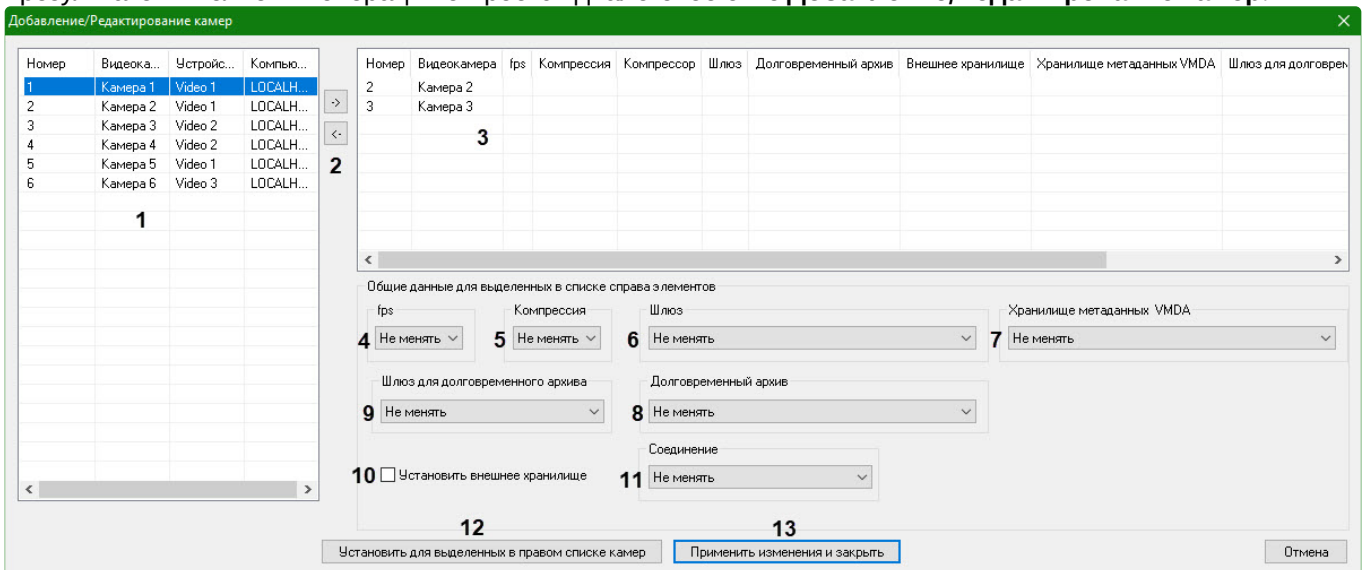 Добавление/Редактирование камер
Номер Видеока... Устройс... Компью...
1 Камера 1 Video 1 LOCALH...
2 Камера 2 Video 1 LOCALH...
3 Камера 3 Video 2 LOCALH...
4 Камера 4 Video 2 LOCALH...
5 Камера 5 Video 1 LOCALH...
6 Камера 6 Video 3 LOCALH...
1
->
<-
2
Номер Видеокамера fps Компрессия Компрессор Шлюз Долговременный архив Внешнее хранилище Хранилище метаданных VMDA Шлюз для долговрем
2 Камера 2
3 Камера 3
3
Общие данные для выделенных в списке справа элементов
fps Компрессия Шлюз Хранилище метаданных VMDA
4 Не менять 5 Не менять 6 Не менять 7 Не менять
Шлюз для долговременного архива Долговременный архив
9 Не менять 8 Не менять
Соединение
10 Установить внешнее хранилище 11 Не менять
12 13
Установить для выделенных в правом списке камер Применить изменения и закрыть Отмена